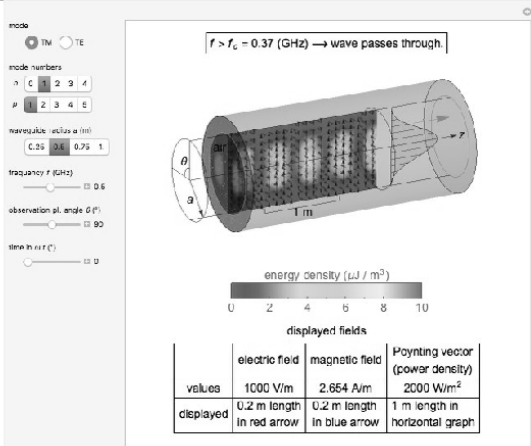 mode
TM TE
mode numbers
n 0 1 2 3 4
p 1 2 3 4 5
waveguide radius a (m)
0.25 0.5 0.75 1.
frequency f (GHz)
0.5
observation pl. angle θ (°)
90
time in ω t (°)
0
f > fc = 0.37 (GHz) → wave passes through.
θ
a
air
z
1 m
energy density (μJ / m³)
0 2 4 6 8 10
displayed fields
electric field magnetic field Poynting vector (power density)
values 1000 V/m 2.654 A/m 2000 W/m²
displayed 0.2 m length in red arrow 0.2 m length in blue arrow 1 m length in horizontal graph